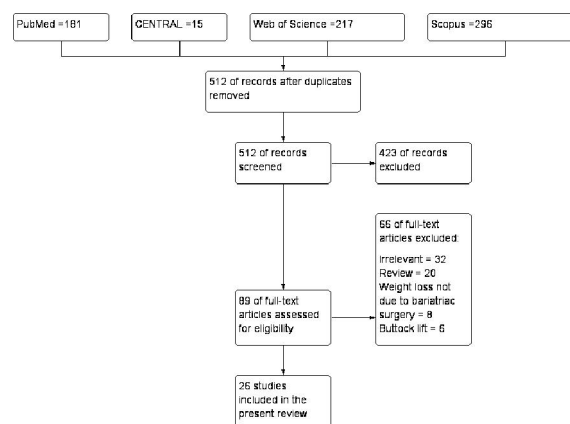 PubMed =181
CENTRAL =15
Web of Science =217
Scopus =296
512 of records after duplicates
removed
512 of records
screened
423 of records
excluded
66 of full-text
articles excluded:
Irrelevant = 32
Review = 20
Weight loss not
due to bariatriac
surgery = 8
Buttock lift = 6
89 of full-text
articles assessed
for eligibility
26 studies
included in the
present review